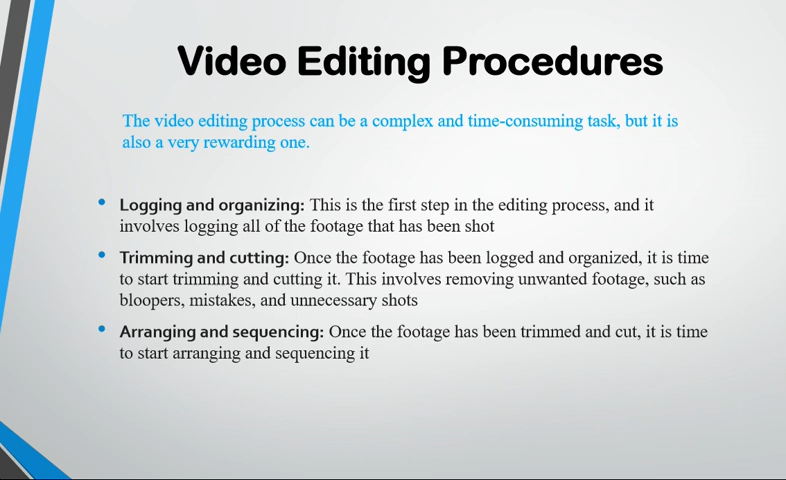 Video Editing Procedures
The video editing process can be a complex and time-consuming task, but it is
also a very rewarding one.
• Logging and organizing: This is the first step in the editing process, and it
involves logging all of the footage that has been shot
• Trimming and cutting: Once the footage has been logged and organized, it is time
to start trimming and cutting it. This involves removing unwanted footage, such as
bloopers, mistakes, and unnecessary shots
• Arranging and sequencing: Once the footage has been trimmed and cut, it is time
to start arranging and sequencing it